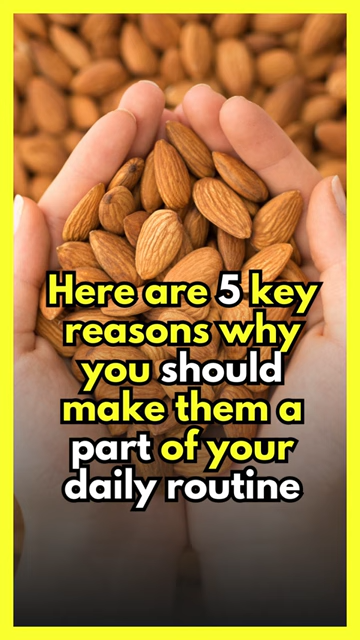 Here are 5 key
reasons why
you should
make them a
part of your
daily routine